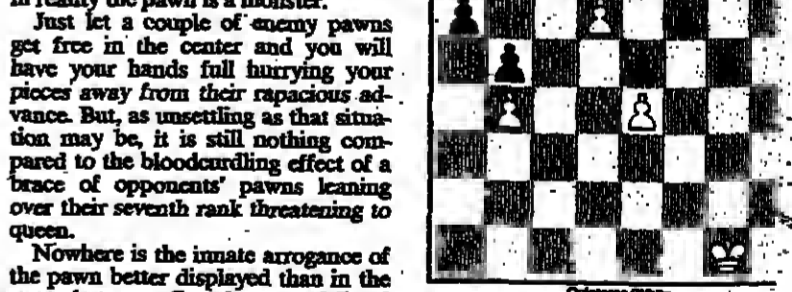 in reality the pawn is a monster.
Just let a couple of enemy pawns
get free in the center and you will
have your hands full hurrying your
pieces away from their rapacious ad-
vance. But, as unsettling as that situa-
tion may be, it is still nothing com-
pared to the bloodcurdling effect of a
brace of opponents' pawns leaning
over their seventh rank threatening to
queen.
Nowhere is the innate arrogance of
the pawn better displayed than in the